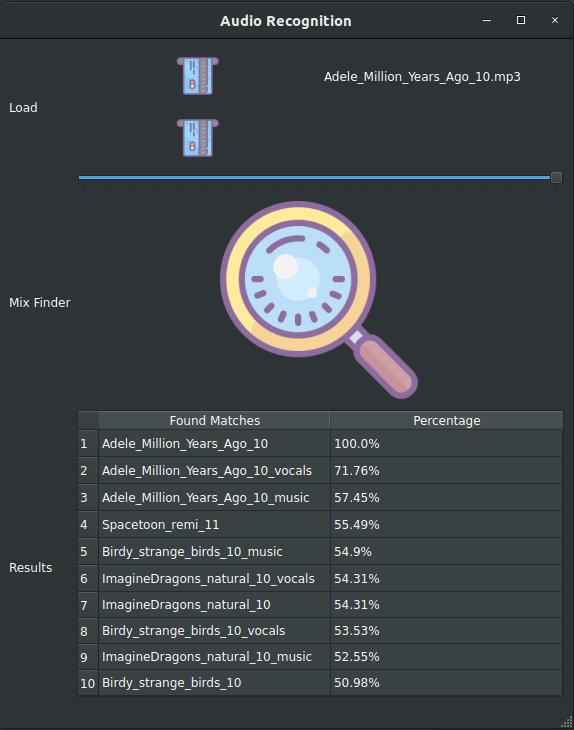 Audio Recognition
Load
Adele_Million_Years_Ago_10.mp3
Mix Finder
Results
Found Matches Percentage
1 Adele_Million_Years_Ago_10 100.0%
2 Adele_Million_Years_Ago_10_vocals 71.76%
3 Adele_Million_Years_Ago_10_music 57.45%
4 Spacetoon_remi_11 55.49%
5 Birdy_strange_birds_10_music 54.9%
6 ImagineDragons_natural_10_vocals 54.31%
7 ImagineDragons_natural_10 54.31%
8 Birdy_strange_birds_10_vocals 53.53%
9 ImagineDragons_natural_10_music 52.55%
10 Birdy_strange_birds_10 50.98%